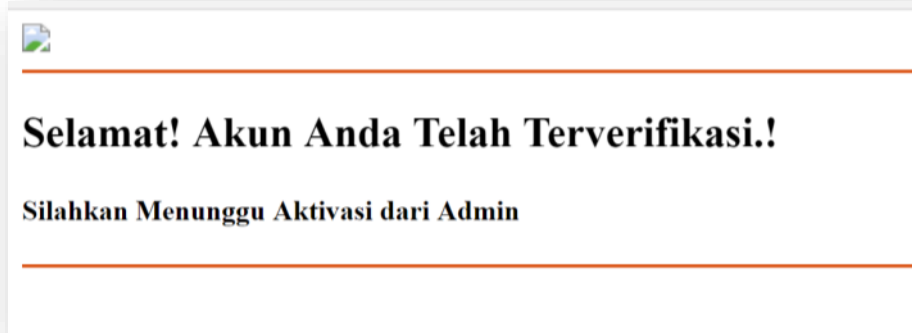 Selamat! Akun Anda Telah Terverifikasi.!
Silahkan Menunggu Aktivasi dari Admin